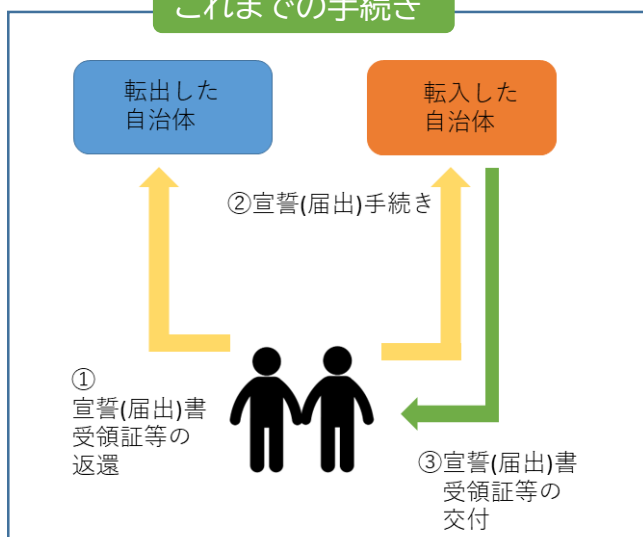 これまでの手続き
転出した
自治体
転入した
自治体
②宣誓(届出)手続き
①
宣誓(届出)書
受領証等の
返還
③宣誓(届出)書
受領証等の
交付